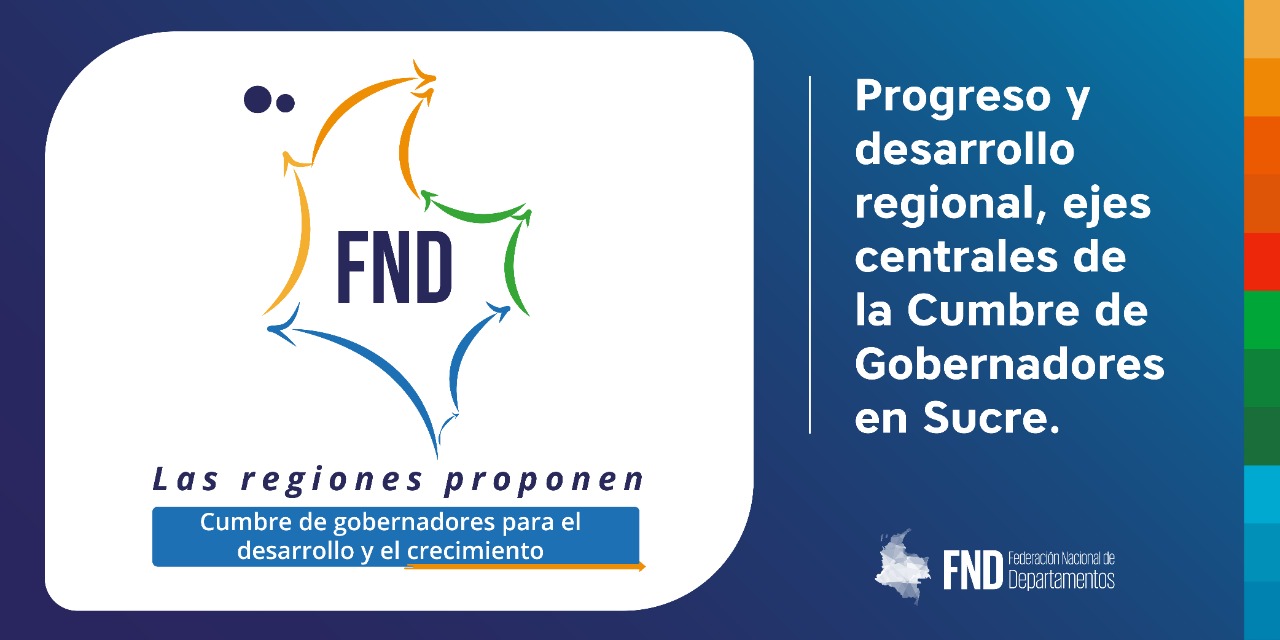 FND
Las regiones proponen
Cumbre de gobernadores para el
desarrollo y el crecimiento
Progreso y
desarrollo
regional, ejes
centrales de
la Cumbre de
Gobernadores
en Sucre.
FND
Federación Nacional de
Departamentos